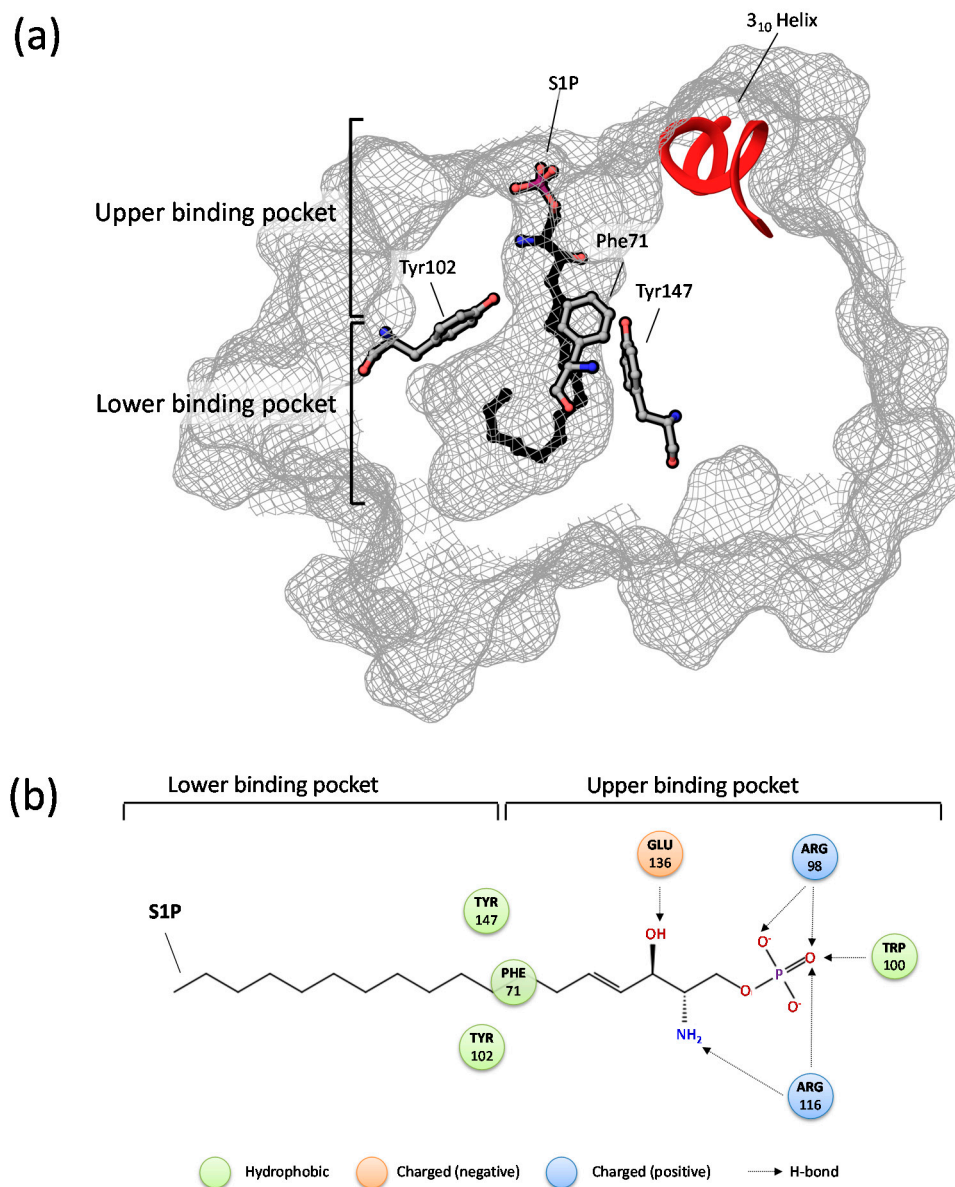 (a)
3₁₀ Helix
S1P
Upper binding pocket
Phe71
Tyr102
Tyr147
Lower binding pocket
(b)
Lower binding pocket
Upper binding pocket
GLU
136
ARG
98
S1P
TYR
147
OH
O⁻
TRP
100
P
O
PHE
71
O
O⁻
TYR
102
NH₂
ARG
116
Hydrophobic
Charged (negative)
Charged (positive)
H-bond